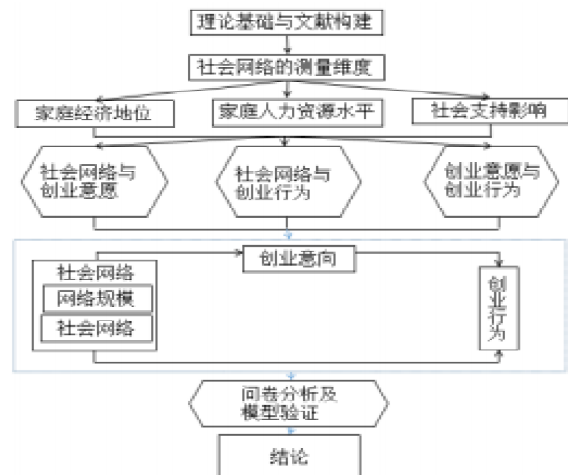 理论基础与文献构建
社会网络的测量维度
家庭经济地位
家庭人力资源水平
社会支持影响
社会网络与
创业意愿
社会网络与
创业行为
创业意愿与
创业行为
创业意向
社会网络
网络规模
社会网络
创业行为
问卷分析及
模型验证
结论